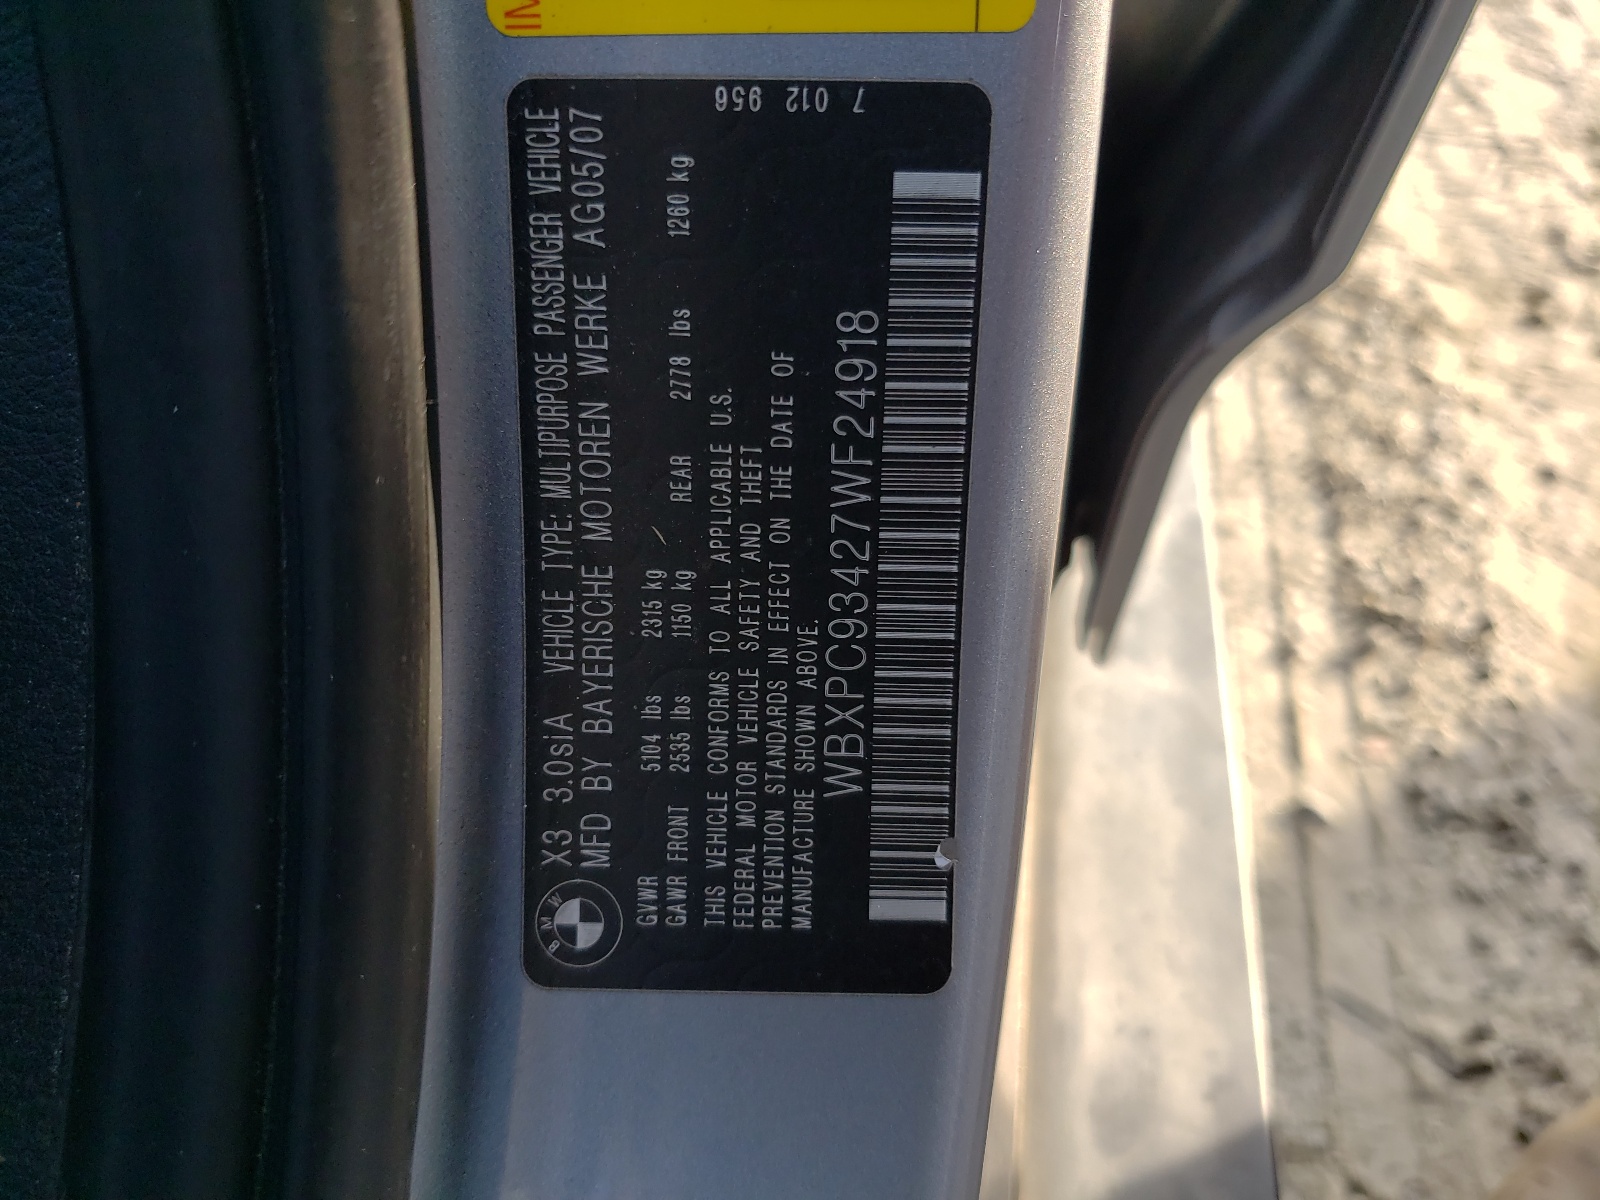 IM
BMW
X3 3.0siA VEHICLE TYPE: MULTIPURPOSE PASSENGER VEHICLE
MFD BY BAYERISCHE MOTOREN WERKE AG05/07
GVWR 5104 lbs 2315 kg
GAWR FRONT 2535 lbs 1150 kg REAR 2778 lbs 1260 kg
THIS VEHICLE CONFORMS TO ALL APPLICABLE U.S.
FEDERAL MOTOR VEHICLE SAFETY AND THEFT
PREVENTION STANDARDS IN EFFECT ON THE DATE OF
MANUFACTURE SHOWN ABOVE.
WBXPC93427WF24918
7 012 956